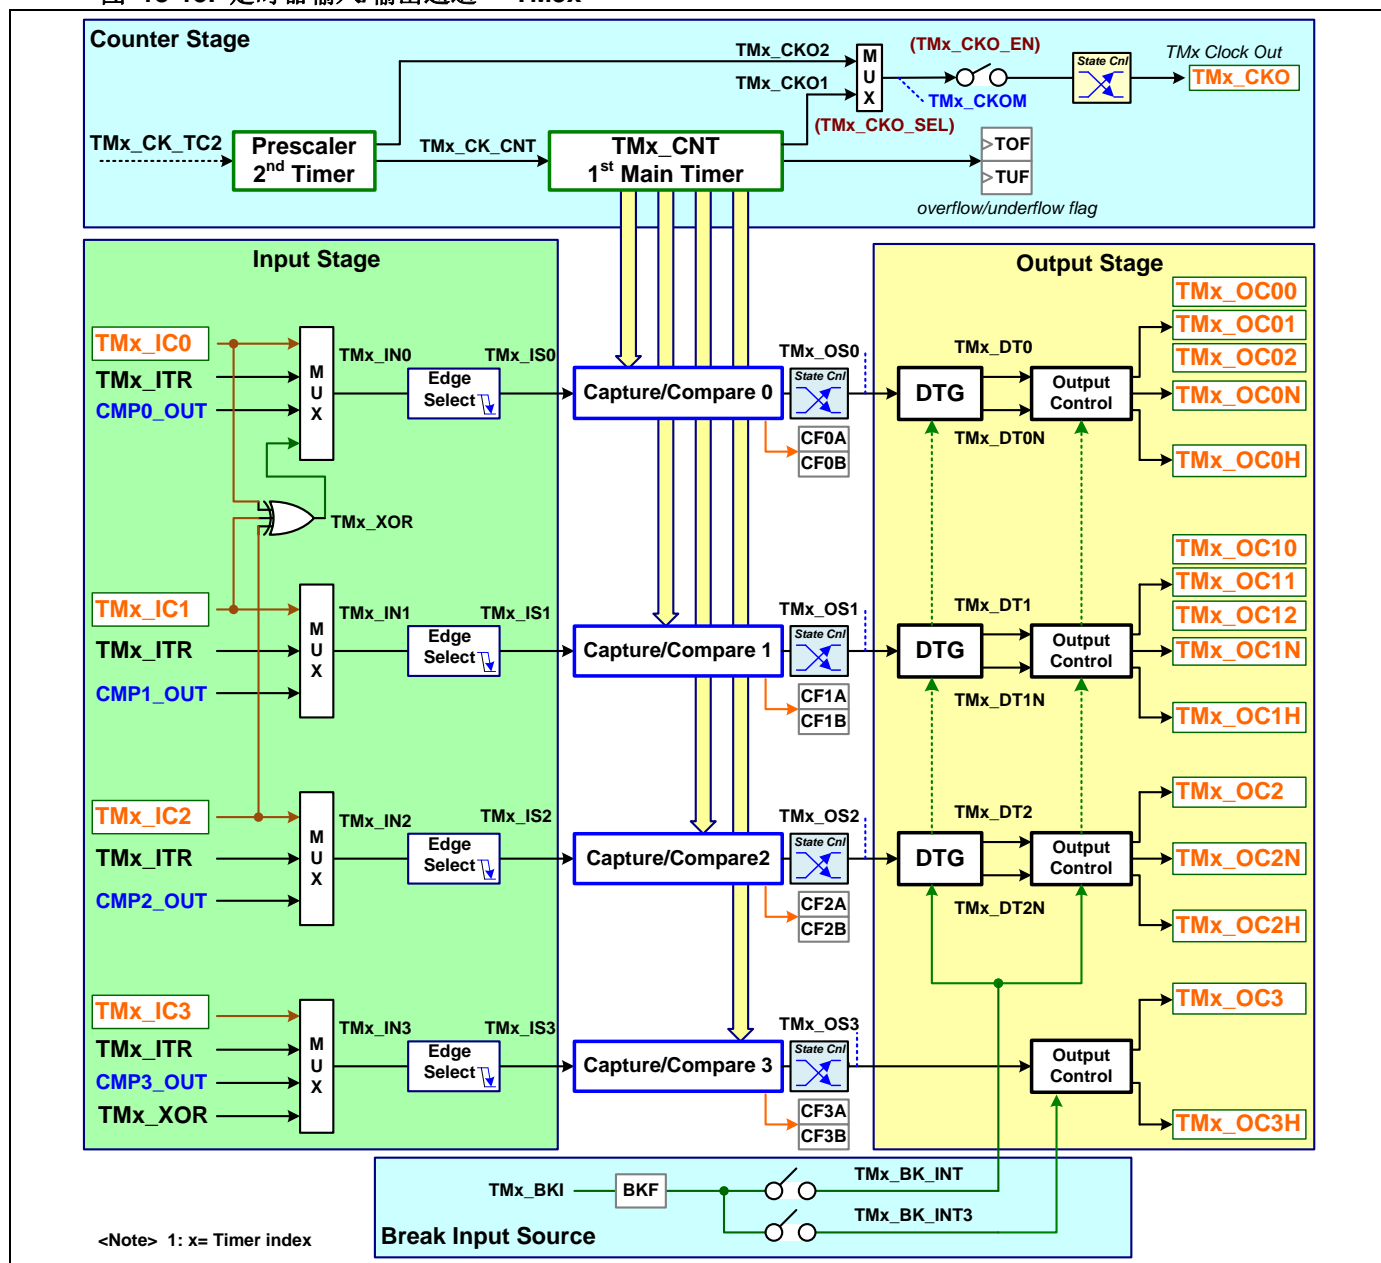 Counter Stage
TMx_CKO2
(TMx_CKO_EN)
State Cnl
TMx Clock Out
TMx_CKO
MUX
TMx_CKO1
TMx_CKOM
(TMx_CKO_SEL)
TMx_CK_TC2
Prescaler
2nd Timer
TMx_CK_CNT
TMx_CNT
1st Main Timer
TOF
TUF
overflow/underflow flag
Input Stage
Output Stage
TMx_IC0
TMx_ITR
CMP0_OUT
MUX
TMx_IN0
Edge
Select
TMx_IS0
Capture/Compare 0
TMx_OS0
State Cnl
CF0A
CF0B
DTG
TMx_DT0
TMx_DT0N
Output
Control
TMx_OC00
TMx_OC01
TMx_OC02
TMx_OC0N
TMx_OC0H
TMx_XOR
TMx_IC1
TMx_ITR
CMP1_OUT
MUX
TMx_IN1
Edge
Select
TMx_IS1
Capture/Compare 1
TMx_OS1
State Cnl
CF1A
CF1B
DTG
TMx_DT1
TMx_DT1N
Output
Control
TMx_OC10
TMx_OC11
TMx_OC12
TMx_OC1N
TMx_OC1H
TMx_IC2
TMx_ITR
CMP2_OUT
MUX
TMx_IN2
Edge
Select
TMx_IS2
Capture/Compare2
TMx_OS2
State Cnl
CF2A
CF2B
DTG
TMx_DT2
TMx_DT2N
Output
Control
TMx_OC2
TMx_OC2N
TMx_OC2H
TMx_IC3
TMx_ITR
CMP3_OUT
TMx_XOR
MUX
TMx_IN3
Edge
Select
TMx_IS3
Capture/Compare 3
TMx_OS3
State Cnl
CF3A
CF3B
Output
Control
TMx_OC3
TMx_OC3H
TMx_BKI
BKF
TMx_BK_INT
TMx_BK_INT3
Break Input Source
<Note> 1: x= Timer index